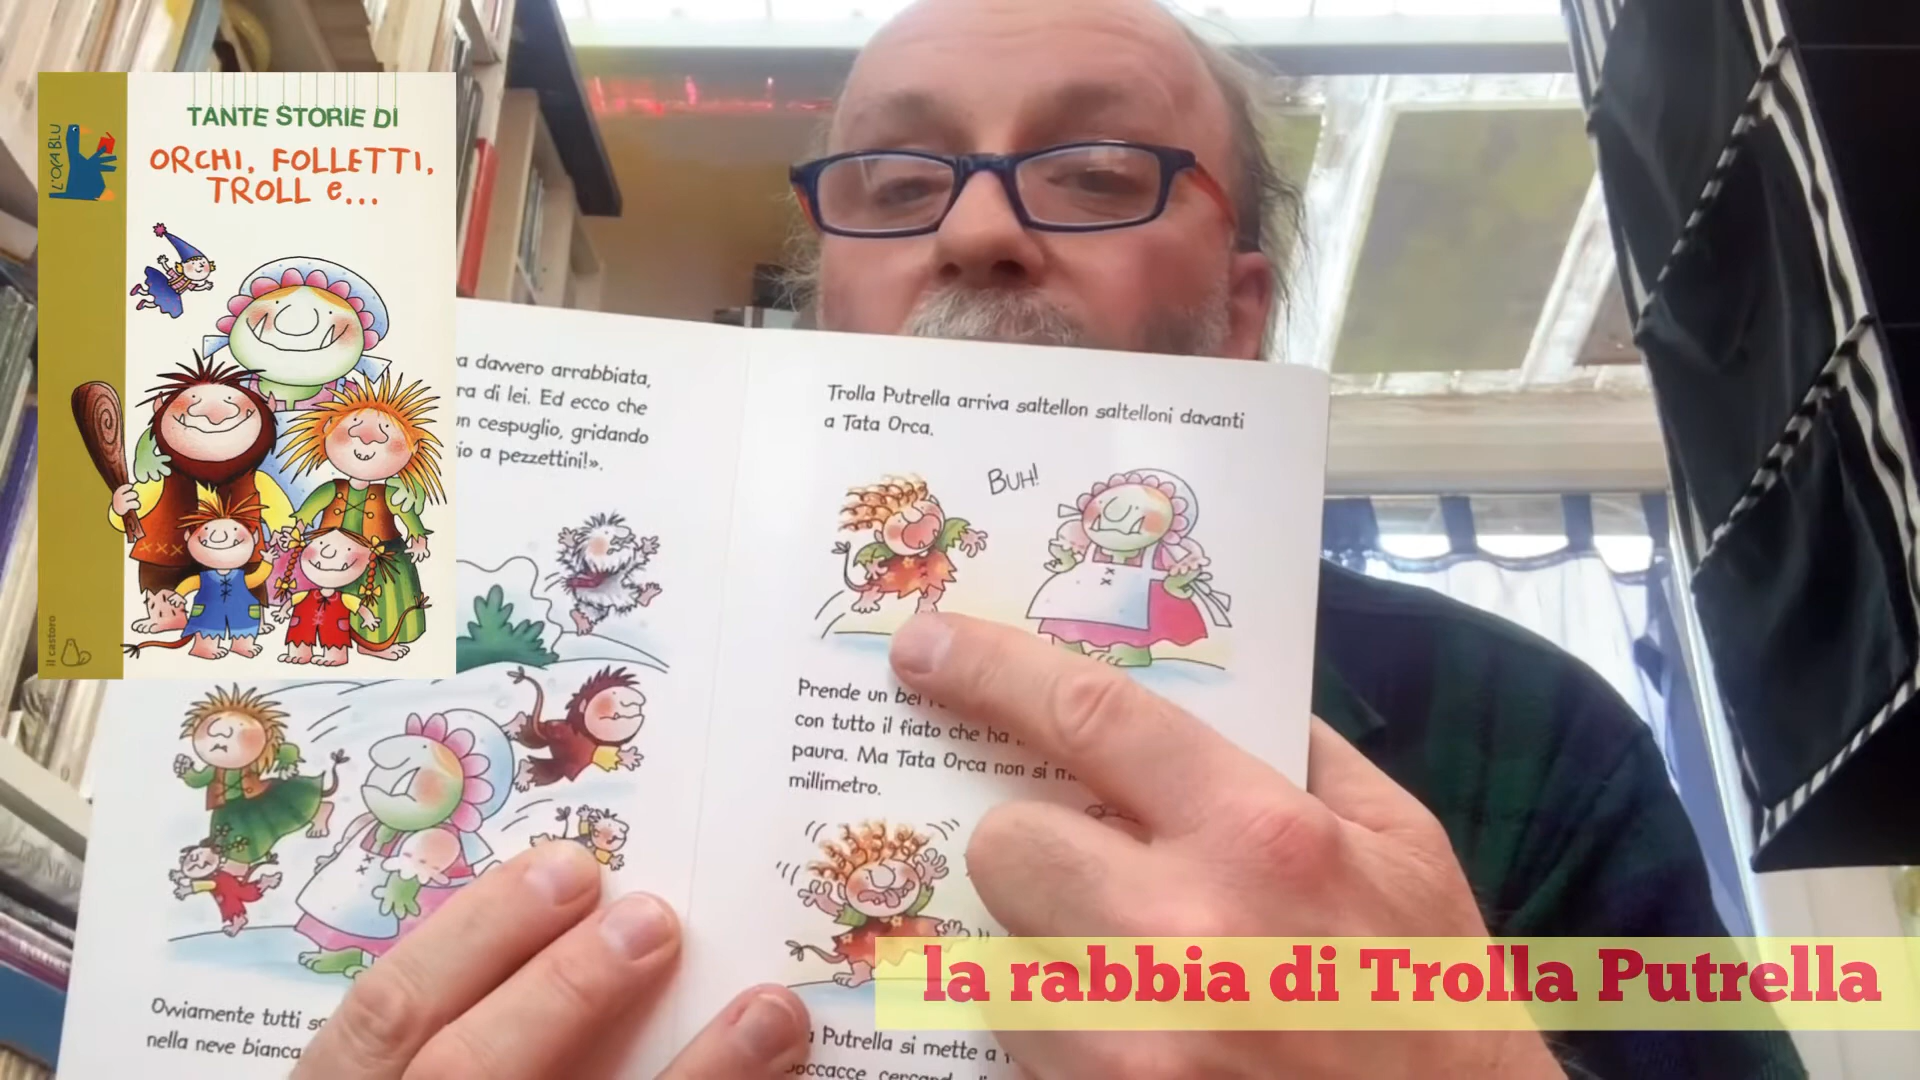 L'OCA BLU
TANTE STORIE DI
ORCHI, FOLLETTI,
TROLL e...
il castoro
a davvero arrabbiata,
ra di lei. Ed ecco che
un cespuglio, gridando
io a pezzettini!».
Ovviamente tutti
nella neve bianca
Trolla Putrella arriva saltellon saltelloni davanti
a Tata Orca.
BUH!
Prende un bel
con tutto il fiato che ha
paura. Ma Tata Orca non si
millimetro.
Putrella si mette a
boccacce
la rabbia di Trolla Putrella